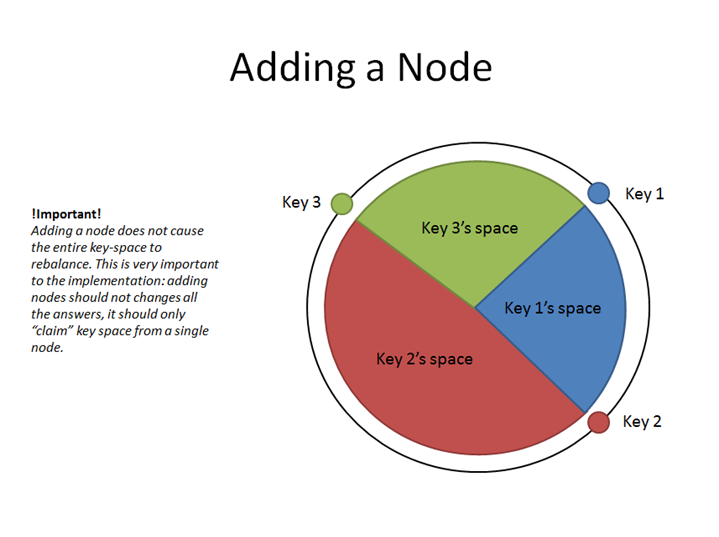 Adding a Node
!Important!
Adding a node does not cause
the entire key-space to
rebalance. This is very important
to the implementation: adding
nodes should not changes all
the answers, it should only
“claim” key space from a single
node.
Key 3
Key 1
Key 3’s space
Key 1’s space
Key 2’s space
Key 2